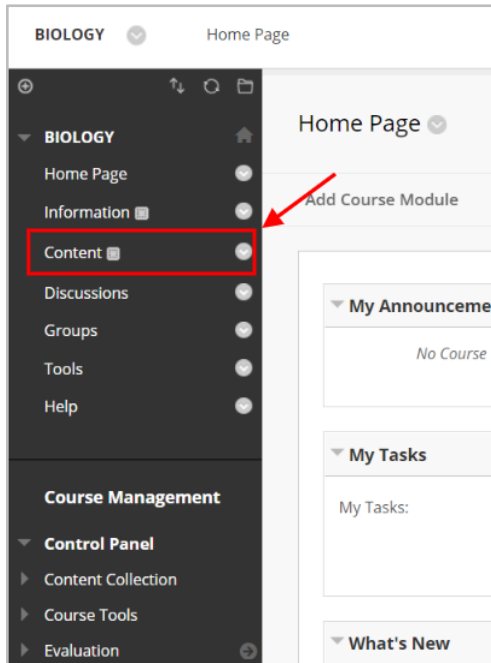 BIOLOGY Home Page
BIOLOGY
Home Page
Information
Content
Discussions
Groups
Tools
Help
Course Management
Control Panel
Content Collection
Course Tools
Evaluation
Home Page
Add Course Module
My Announceme
No Course
My Tasks
My Tasks:
What's New